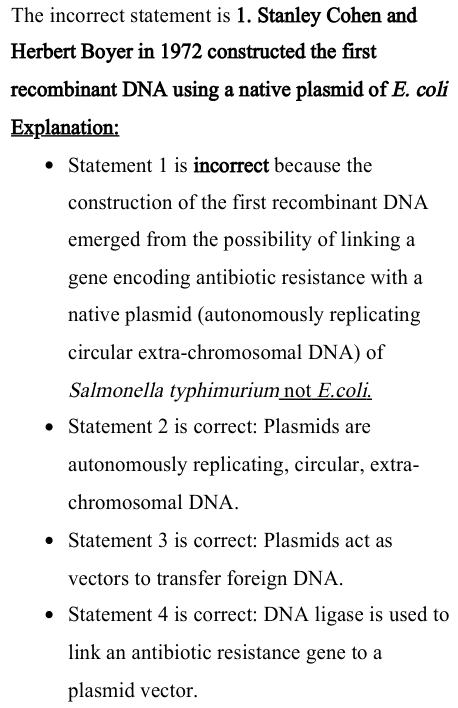 The incorrect statement is 1. Stanley Cohen and
Herbert Boyer in 1972 constructed the first
recombinant DNA using a native plasmid of E. coli
Explanation:
• Statement 1 is incorrect because the
construction of the first recombinant DNA
emerged from the possibility of linking a
gene encoding antibiotic resistance with a
native plasmid (autonomously replicating
circular extra-chromosomal DNA) of
Salmonella typhimurium not E.coli.
• Statement 2 is correct: Plasmids are
autonomously replicating, circular, extra-
chromosomal DNA.
• Statement 3 is correct: Plasmids act as
vectors to transfer foreign DNA.
• Statement 4 is correct: DNA ligase is used to
link an antibiotic resistance gene to a
plasmid vector.